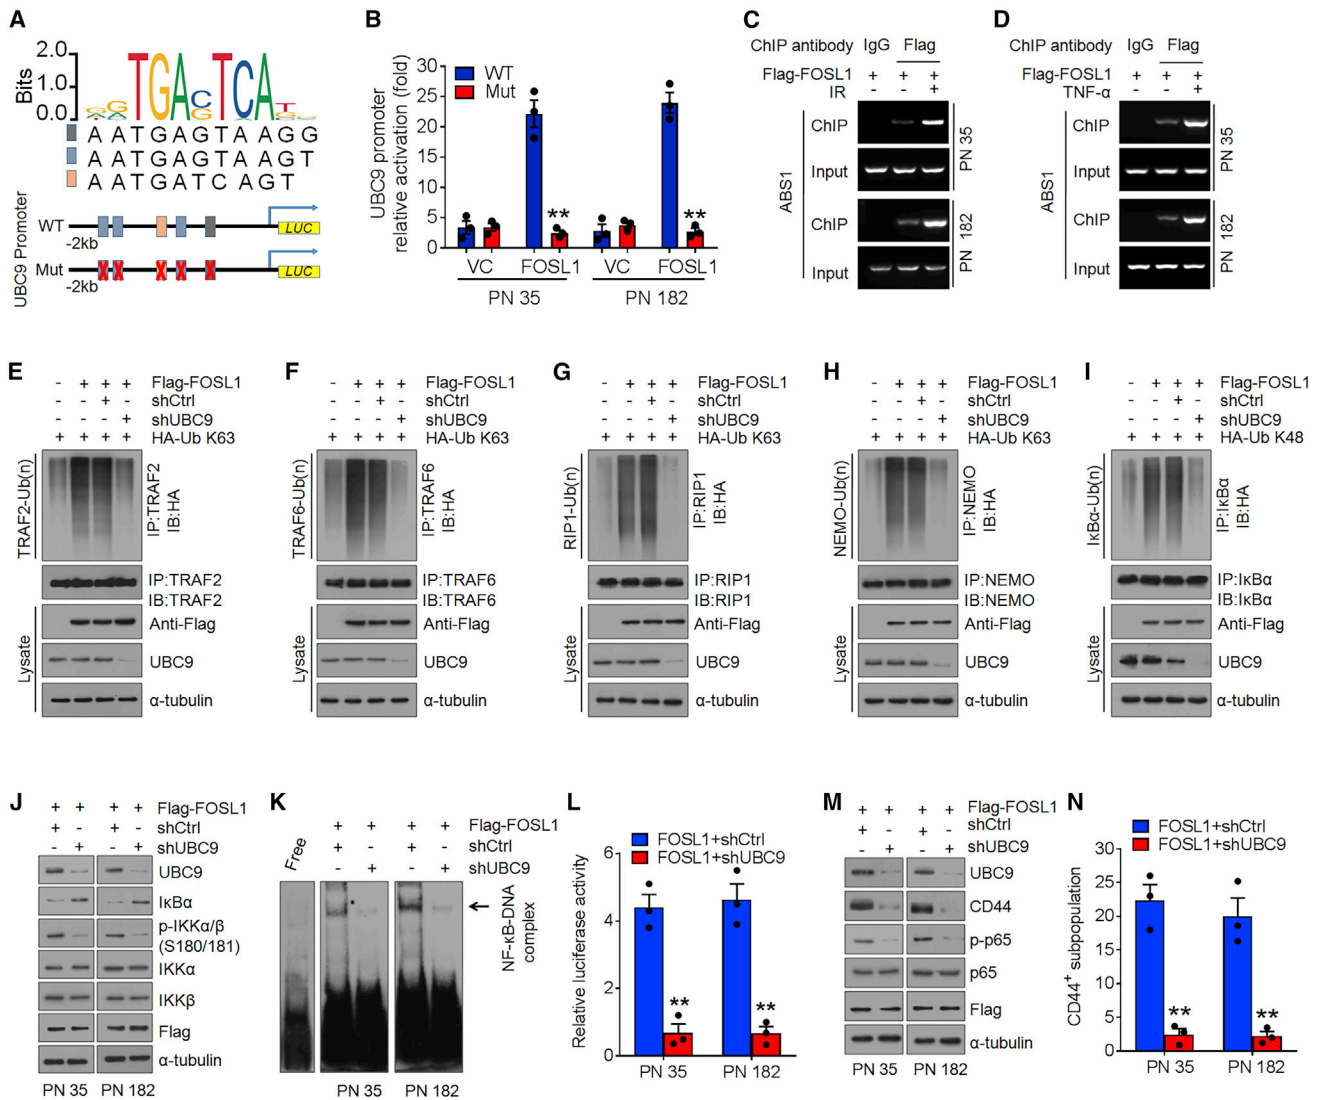 A
Bits
2.0
1.0
0.0
TGA TCA
A A T G A G T A A G G
A A T G A G T A A G T
A A T G A T C A G T
UBC9 Promoter
WT
-2kb
LUC
Mut
-2kb
LUC
B
UBC9 promoter
relative activation (fold)
30
25
20
15
10
5
0
WT
Mut
**
**
VC FOSL1 VC FOSL1
PN 35 PN 182
C
ChIP antibody IgG Flag
Flag-FOSL1 + + +
IR - - +
ABS1
ChIP
Input
PN 35
ChIP
Input
PN 182
D
ChIP antibody IgG Flag
Flag-FOSL1 + + +
TNF-α - - +
ABS1
ChIP
Input
PN 35
ChIP
Input
PN 182
E
- + + + Flag-FOSL1
- - + - shCtrl
- - - + shUBC9
+ + + + HA-Ub K63
TRAF2-Ub(n)
IP:TRAF2
IB:HA
IP:TRAF2
IB:TRAF2
Lysate
Anti-Flag
UBC9
α-tubulin
F
- + + + Flag-FOSL1
- - + - shCtrl
- - - + shUBC9
+ + + + HA-Ub K63
TRAF6-Ub(n)
IP:TRAF6
IB:HA
IP:TRAF6
IB:TRAF6
Lysate
Anti-Flag
UBC9
α-tubulin
G
- + + + Flag-FOSL1
- - + - shCtrl
- - - + shUBC9
+ + + + HA-Ub K63
RIP1-Ub(n)
IP:RIP1
IB:HA
IP:RIP1
IB:RIP1
Lysate
Anti-Flag
UBC9
α-tubulin
H
- + + + Flag-FOSL1
- - + - shCtrl
- - - + shUBC9
+ + + + HA-Ub K63
NEMO-Ub(n)
IP:NEMO
IB:HA
IP:NEMO
IB:NEMO
Lysate
Anti-Flag
UBC9
α-tubulin
I
- + + + Flag-FOSL1
- - + - shCtrl
- - - + shUBC9
+ + + + HA-Ub K48
IκBα-Ub(n)
IP:IκBα
IB:HA
IP:IκBα
IB:IκBα
Lysate
Anti-Flag
UBC9
α-tubulin
J
+ + + + Flag-FOSL1
+ - + - shCtrl
- + - + shUBC9
UBC9
IκBα
p-IKKα/β
(S180/181)
IKKα
IKKβ
Flag
α-tubulin
PN 35 PN 182
K
Free
+ + + + Flag-FOSL1
+ - + - shCtrl
- + - + shUBC9
NF-κB-DNA
complex
PN 35 PN 182
L
FOSL1+shCtrl
FOSL1+shUBC9
Relative luciferase activity
6
4
2
0
**
**
PN 35 PN 182
M
+ + + + Flag-FOSL1
+ - + - shCtrl
- + - + shUBC9
UBC9
CD44
p-p65
p65
Flag
α-tubulin
PN 35 PN 182
N
FOSL1+shCtrl
FOSL1+shUBC9
CD44+ subpopulation
30
25
20
15
10
5
0
**
**
PN 35 PN 182